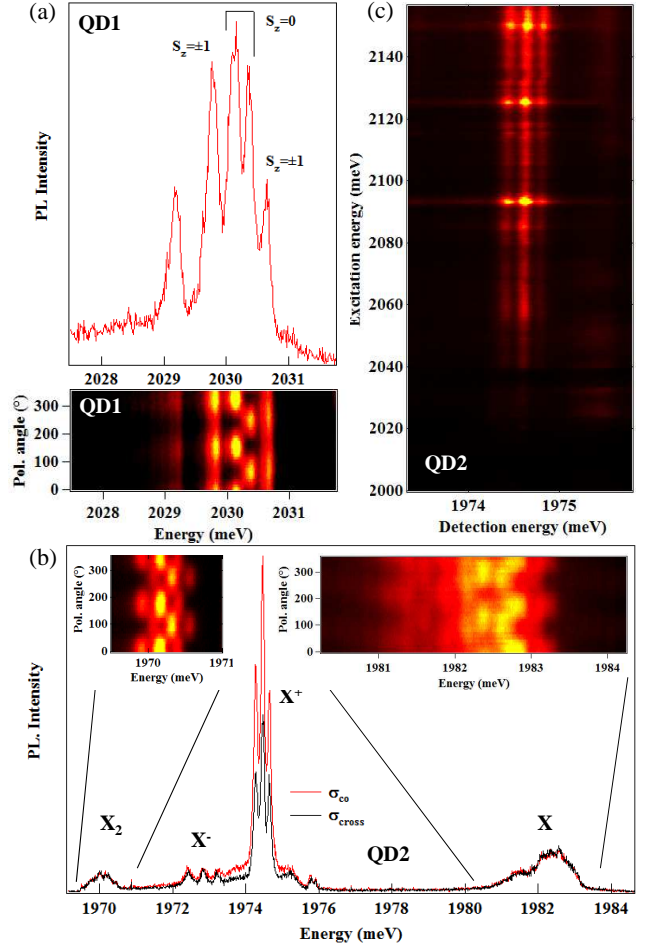 (a)
QD1
S_z=0
S_z=±1
S_z=±1
PL Intensity
2028 2029 2030 2031
QD1
Pol. angle (°)
300
200
100
0
2028 2029 2030 2031
Energy (meV)
(c)
Excitation energy (meV)
2140
2120
2100
2080
2060
2040
2020
2000
QD2
1974 1975
Detection energy (meV)
(b)
Pol. angle (°)
300
200
100
0
1970 1971
Energy (meV)
Pol. angle (°)
300
200
100
0
1981 1982 1983 1984
Energy (meV)
PL. Intensity
X⁺
σ_co
σ_cross
X₂
X⁻
QD2
X
1970 1972 1974 1976 1978 1980 1982 1984
Energy (meV)